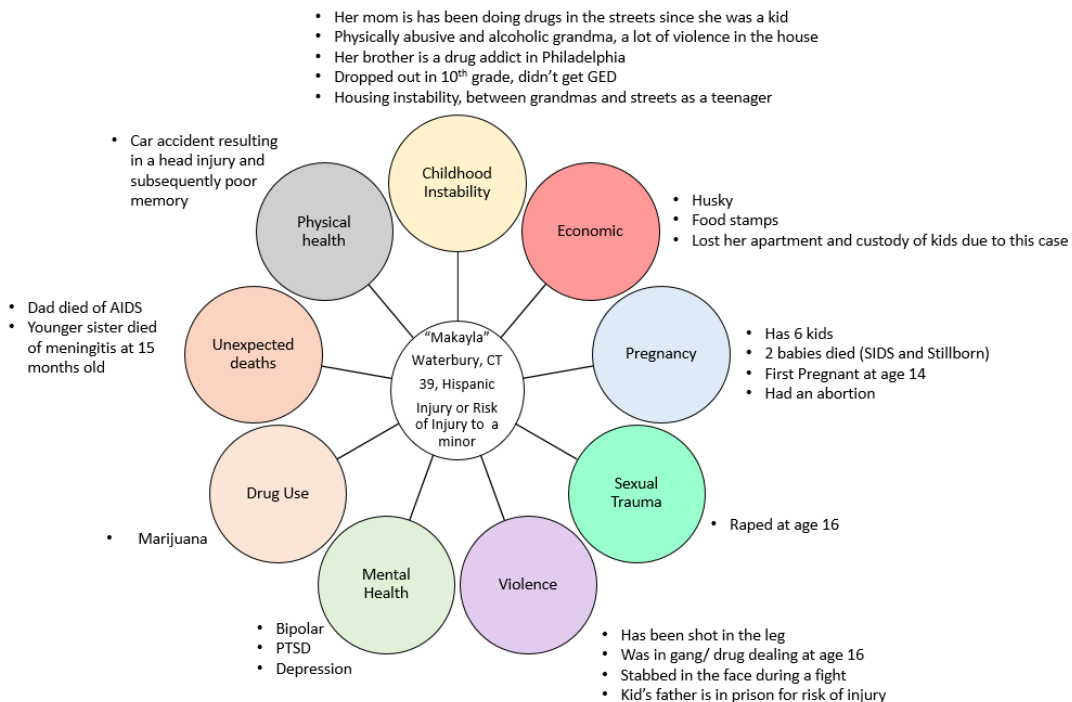 • Her mom is has been doing drugs in the streets since she was a kid
• Physically abusive and alcoholic grandma, a lot of violence in the house
• Her brother is a drug addict in Philadelphia
• Dropped out in 10th grade, didn't get GED
• Housing instability, between grandmas and streets as a teenager
• Car accident resulting
in a head injury and
subsequently poor
memory
Childhood
Instability
Physical
health
Economic
• Husky
• Food stamps
• Lost her apartment and custody of kids due to this case
• Dad died of AIDS
• Younger sister died
of meningitis at 15
months old
Unexpected
deaths
"Makayla"
Waterbury, CT
39, Hispanic
Injury or Risk
of Injury to a
minor
Pregnancy
• Has 6 kids
• 2 babies died (SIDS and Stillborn)
• First Pregnant at age 14
• Had an abortion
Drug Use
• Marijuana
Sexual
Trauma
• Raped at age 16
Mental
Health
• Bipolar
• PTSD
• Depression
Violence
• Has been shot in the leg
• Was in gang/ drug dealing at age 16
• Stabbed in the face during a fight
• Kid's father is in prison for risk of injury